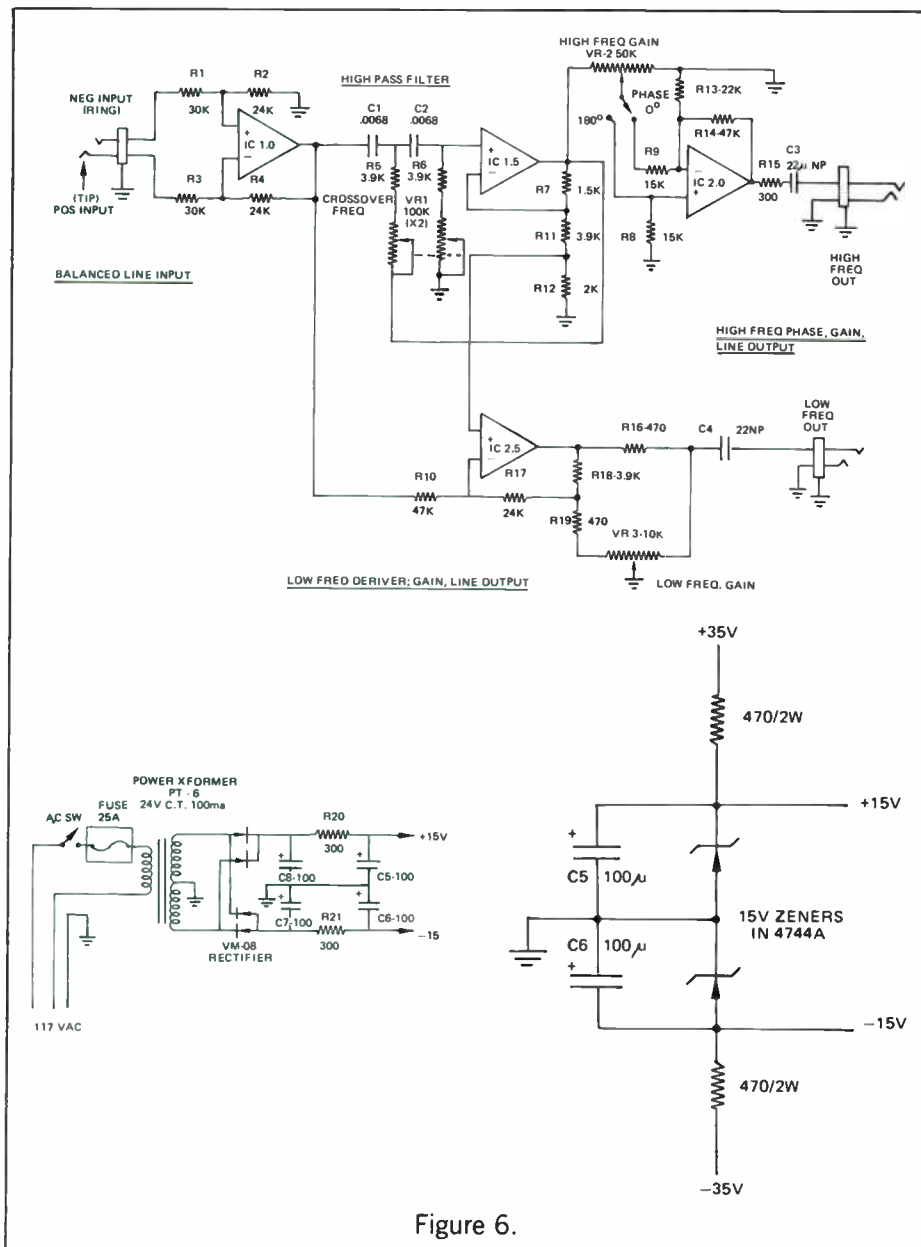 NEG INPUT
(RING)
R1
30K
R2
24K
+
IC 1.0
−
(TIP)
POS INPUT
R3
30K
R4
24K
BALANCED LINE INPUT
HIGH PASS FILTER
C1
.0068
C2
.0068
R5
3.9K
R6
3.9K
CROSSOVER
FREQ
VR1
100K
(X2)
+
IC 1.5
−
R7
1.5K
R11
3.9K
R12
2K
HIGH FREQ GAIN
VR-2 50K
PHASE
0°
180°
R13-22K
R14-47K
R9
15K
−
IC 2.0
+
R8
15K
R15
300
C3
22µ NP
HIGH
FREQ
OUT
HIGH FREQ PHASE, GAIN,
LINE OUTPUT
+
IC 2.5
−
R10
47K
R17
24K
R16-470
R18-3.9K
R19
470
VR 3-10K
C4
22NP
LOW
FREQ
OUT
LOW FREQ. GAIN
LOW FRED DERIVER; GAIN, LINE OUTPUT
POWER XFORMER
PT - 6
24V C.T. 100ma
AC SW
FUSE
25A
117 VAC
VM-08
RECTIFIER
R20
300
+15V
+
C8-100
+
C5-100
+
C7-100
+
C6-100
R21
300
-15
+35V
470/2W
+15V
+
C5
100µ
15V ZENERS
IN 4744A
C6
100µ
+
−15V
470/2W
−35V
Figure 6.